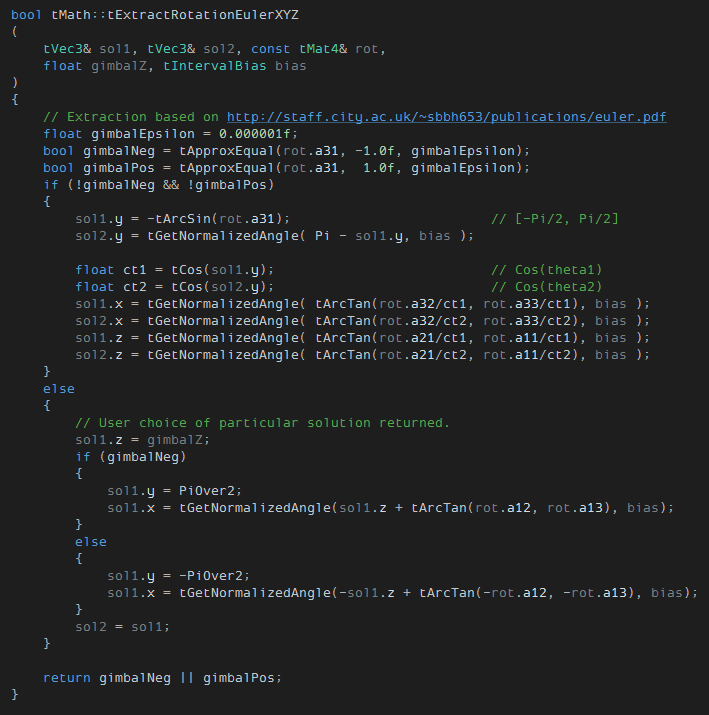 bool tMath::tExtractRotationEulerXYZ
(
    tVec3& sol1, tVec3& sol2, const tMat4& rot,
    float gimbalZ, tIntervalBias bias
)
{
    // Extraction based on http://staff.city.ac.uk/~sbbh653/publications/euler.pdf
    float gimbalEpsilon = 0.000001f;
    bool gimbalNeg = tApproxEqual(rot.a31, -1.0f, gimbalEpsilon);
    bool gimbalPos = tApproxEqual(rot.a31,  1.0f, gimbalEpsilon);
    if (!gimbalNeg && !gimbalPos)
    {
        sol1.y = -tArcSin(rot.a31);                         // [-Pi/2, Pi/2]
        sol2.y = tGetNormalizedAngle( Pi - sol1.y, bias );

        float ct1 = tCos(sol1.y);                           // Cos(theta1)
        float ct2 = tCos(sol2.y);                           // Cos(theta2)
        sol1.x = tGetNormalizedAngle( tArcTan(rot.a32/ct1, rot.a33/ct1), bias );
        sol2.x = tGetNormalizedAngle( tArcTan(rot.a32/ct2, rot.a33/ct2), bias );
        sol1.z = tGetNormalizedAngle( tArcTan(rot.a21/ct1, rot.a11/ct1), bias );
        sol2.z = tGetNormalizedAngle( tArcTan(rot.a21/ct2, rot.a11/ct2), bias );
    }
    else
    {
        // User choice of particular solution returned.
        sol1.z = gimbalZ;
        if (gimbalNeg)
        {
            sol1.y = PiOver2;
            sol1.x = tGetNormalizedAngle(sol1.z + tArcTan(rot.a12, rot.a13), bias);
        }
        else
        {
            sol1.y = -PiOver2;
            sol1.x = tGetNormalizedAngle(-sol1.z + tArcTan(-rot.a12, -rot.a13), bias);
        }
        sol2 = sol1;
    }

    return gimbalNeg || gimbalPos;
}